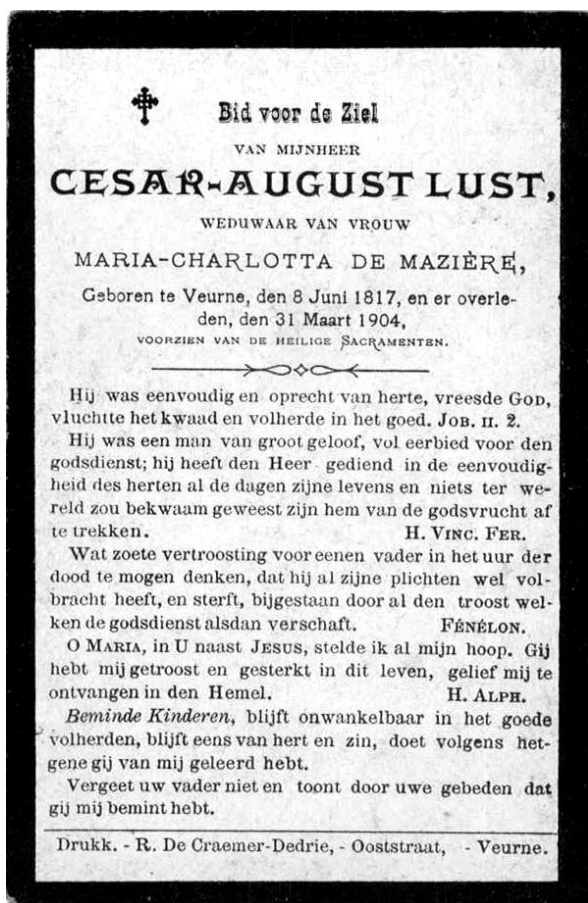 Bid voor de Ziel
VAN MIJNHEER
CESAR-AUGUST LUST,
WEDUWAAR VAN VROUW
MARIA-CHARLOTTA DE MAZIÈRE,
Geboren te Veurne, den 8 Juni 1817, en er overle-
den, den 31 Maart 1904,
VOORZIEN VAN DE HEILIGE SACRAMENTEN.
Hij was eenvoudig en oprecht van herte, vreesde GOD,
vluchtte het kwaad en volherde in het goed. JOB. II. 2.
Hij was een man van groot geloof, vol eerbied voor den
godsdienst; hij heeft den Heer gediend in de eenvoudig-
heid des herten al de dagen zijne levens en niets ter we-
reld zou bekwaam geweest zijn hem van de godsvrucht af
te trekken. H. VINC. FER.
Wat zoete vertroosting voor eenen vader in het uur der
dood te mogen denken, dat hij al zijne plichten wel vol-
bracht heeft, en sterft, bijgestaan door al den troost wel-
ken de godsdienst alsdan verschaft. FÉNÉLON.
O MARIA, in U naast JESUS, stelde ik al mijn hoop. Gij
hebt mij getroost en gesterkt in dit leven, gelief mij te
ontvangen in den Hemel. H. ALPH.
Beminde Kinderen, blijft onwankelbaar in het goede
volherden, blijft eens van hert en zin, doet volgens het-
gene gij van mij geleerd hebt.
Vergeet uw vader niet en toont door uwe gebeden dat
gij mij bemint hebt.
Drukk. - R. De Craemer-Dedrie, - Ooststraat, - Veurne.